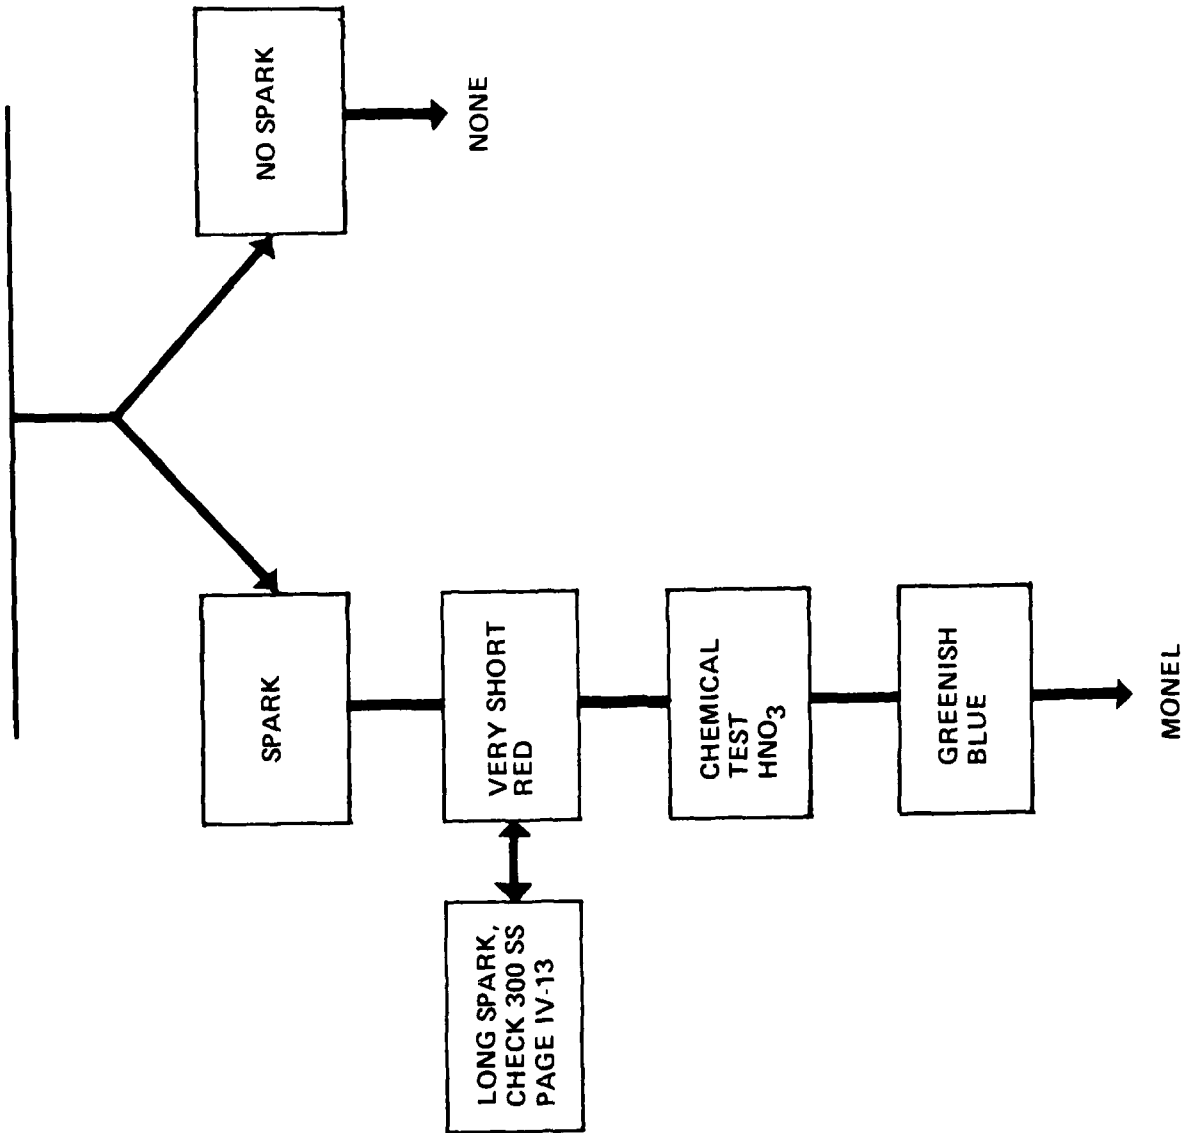 NO SPARK
NONE
SPARK
VERY SHORT
RED
LONG SPARK,
CHECK 300 SS
PAGE IV-13
CHEMICAL
TEST
HNO3
GREENISH
BLUE
MONEL